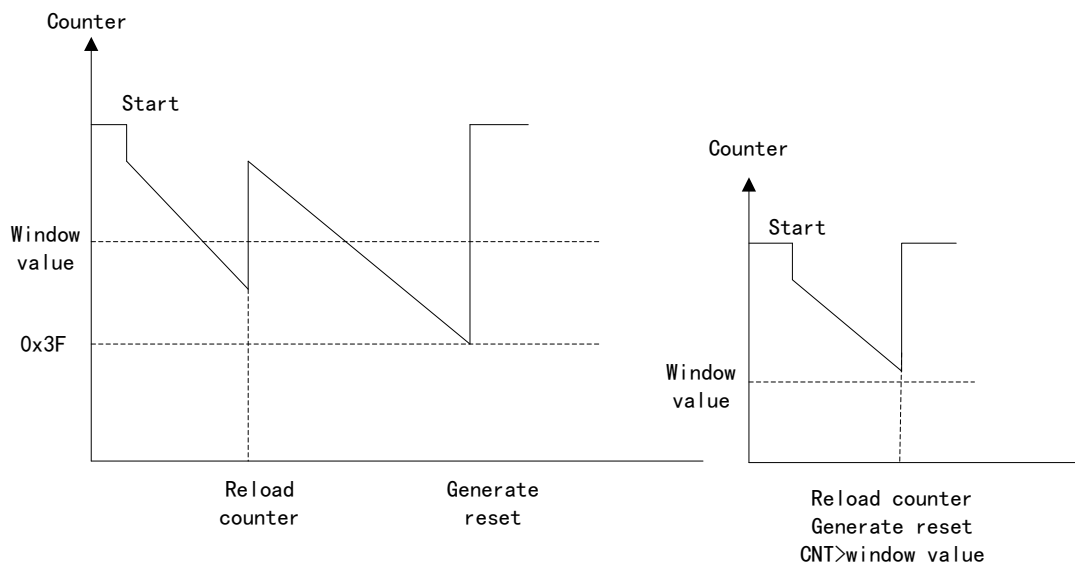 Counter
Start
Window
value
0x3F
Reload
counter
Generate
reset
Counter
Start
Window
value
Reload counter
Generate reset
CNT>window value